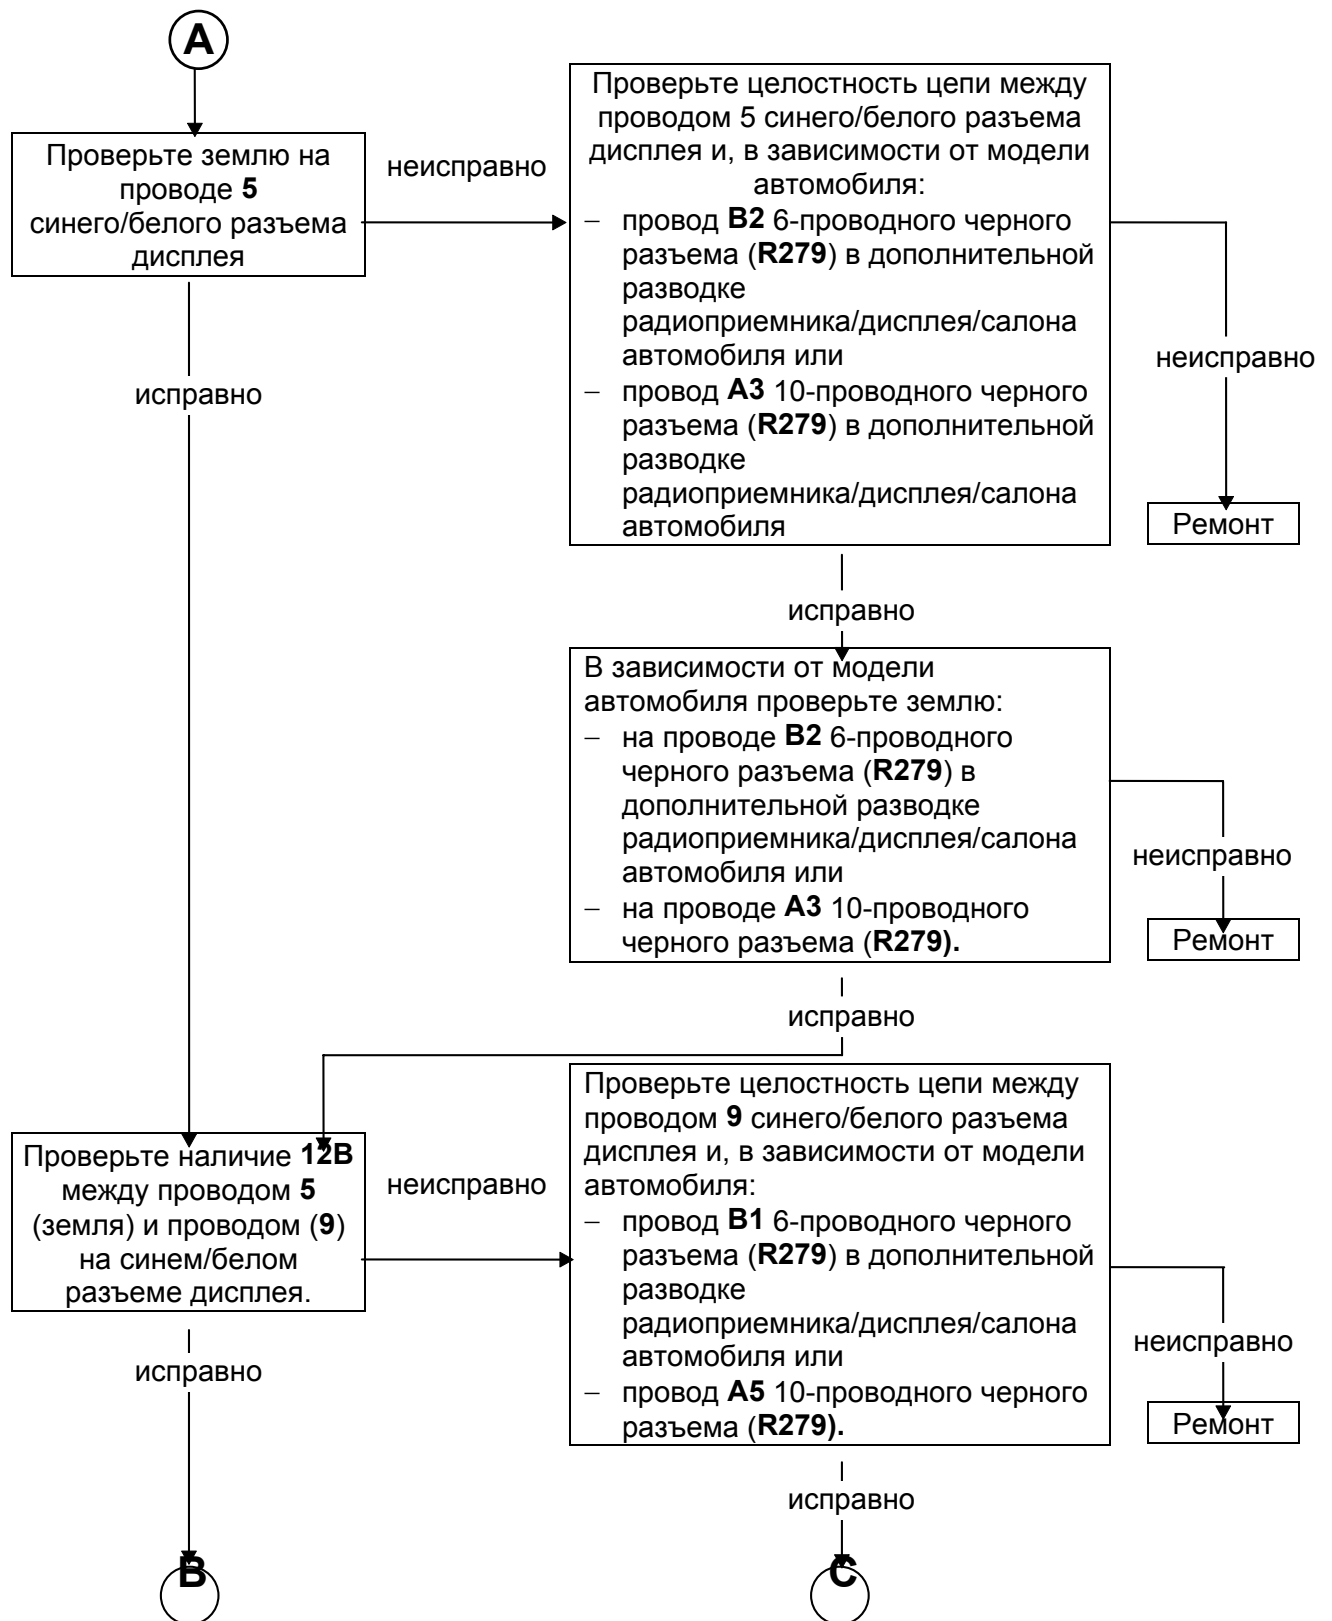 A
Проверьте землю на
проводе 5
синего/белого разъема
дисплея
неисправно
Проверьте целостность цепи между
проводом 5 синего/белого разъема
дисплея и, в зависимости от модели
автомобиля:
– провод B2 6-проводного черного
разъема (R279) в дополнительной
разводке
радиоприемника/дисплея/салона
автомобиля или
– провод A3 10-проводного черного
разъема (R279) в дополнительной
разводке
радиоприемника/дисплея/салона
автомобиля
неисправно
Ремонт
исправно
исправно
В зависимости от модели
автомобиля проверьте землю:
– на проводе B2 6-проводного
черного разъема (R279) в
дополнительной разводке
радиоприемника/дисплея/салона
автомобиля или
– на проводе A3 10-проводного
черного разъема (R279).
неисправно
Ремонт
исправно
Проверьте наличие 12В
между проводом 5
(земля) и проводом (9)
на синем/белом
разъеме дисплея.
неисправно
Проверьте целостность цепи между
проводом 9 синего/белого разъема
дисплея и, в зависимости от модели
автомобиля:
– провод B1 6-проводного черного
разъема (R279) в дополнительной
разводке
радиоприемника/дисплея/салона
автомобиля или
– провод A5 10-проводного черного
разъема (R279).
неисправно
Ремонт
исправно
исправно
B
C